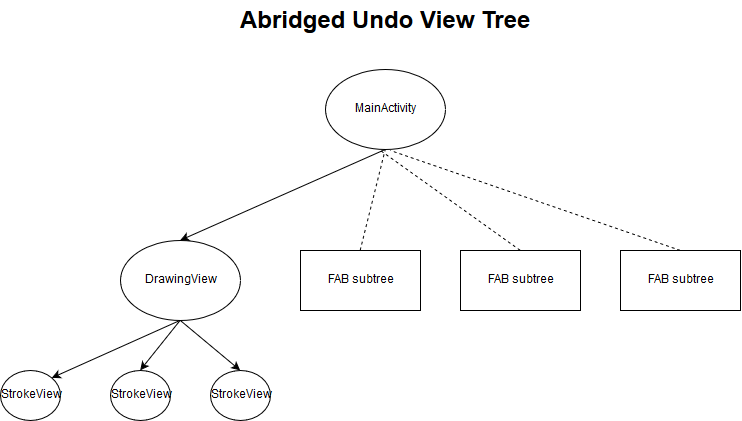 Abridged Undo View Tree
MainActivity
DrawingView
FAB subtree
FAB subtree
FAB subtree
StrokeView
StrokeView
StrokeView